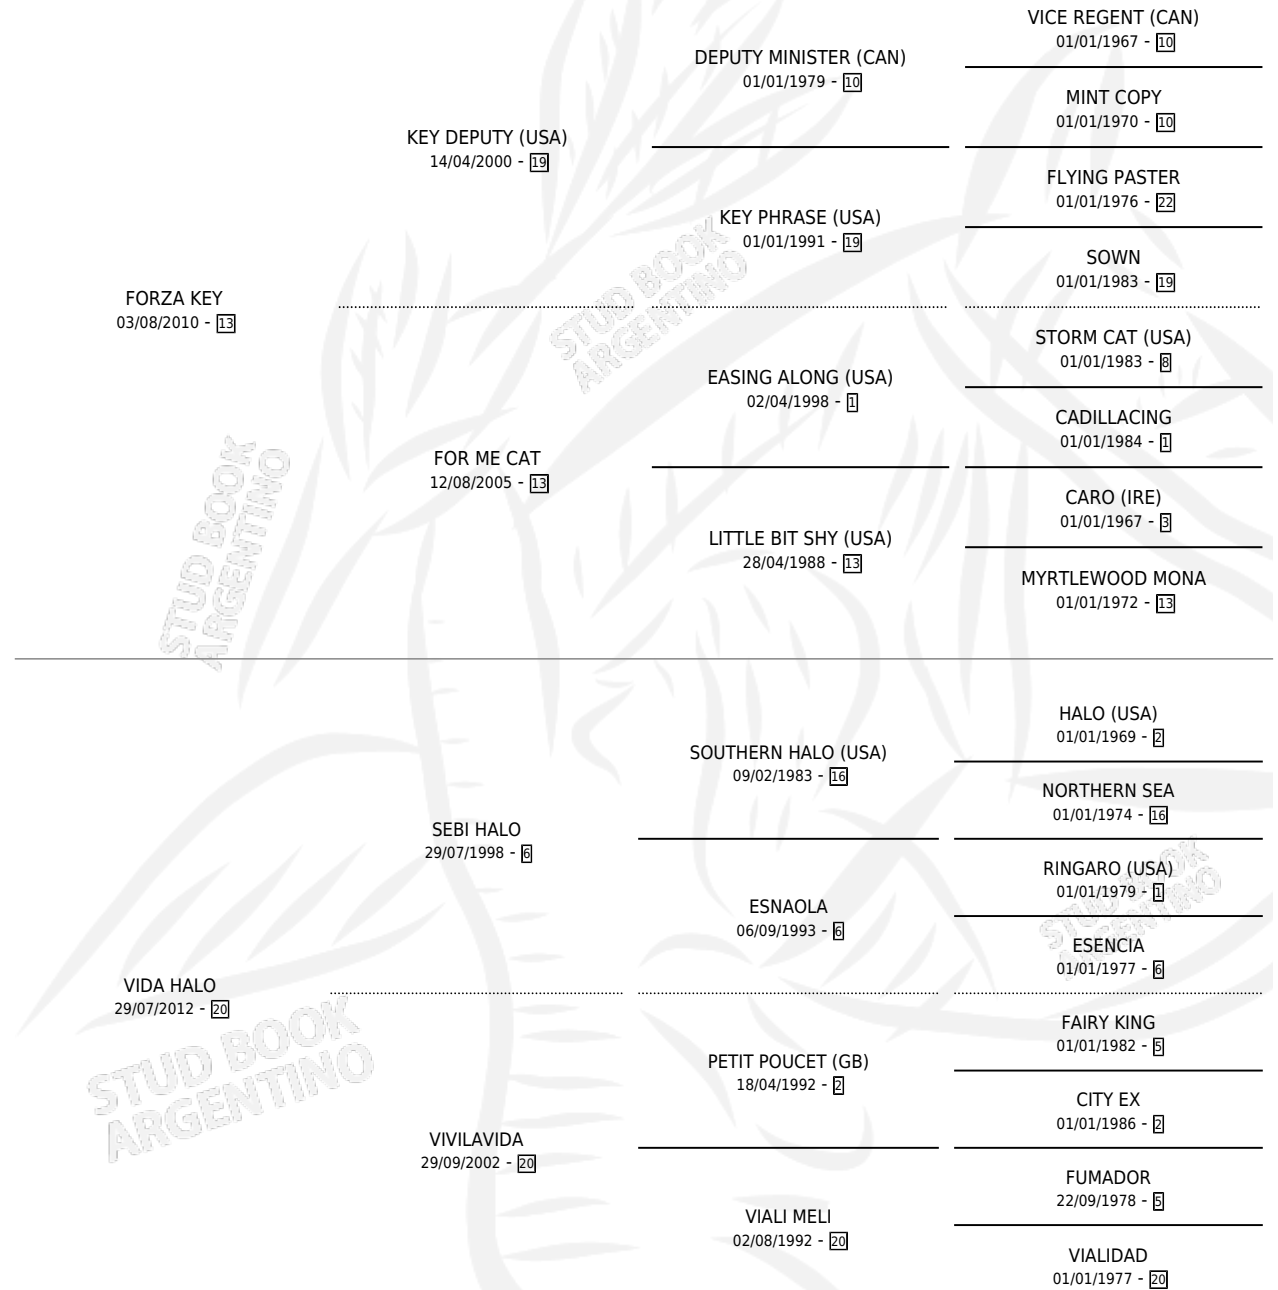 VICE REGENT (CAN)
01/01/1967 - 10
DEPUTY MINISTER (CAN)
01/01/1979 - 10
MINT COPY
01/01/1970 - 10
KEY DEPUTY (USA)
14/04/2000 - 19
FLYING PASTER
01/01/1976 - 22
KEY PHRASE (USA)
01/01/1991 - 19
SOWN
01/01/1983 - 19
FORZA KEY
03/08/2010 - 13
STORM CAT (USA)
01/01/1983 - 8
EASING ALONG (USA)
02/04/1998 - 1
CADILLACING
01/01/1984 - 1
FOR ME CAT
12/08/2005 - 13
CARO (IRE)
01/01/1967 - 3
LITTLE BIT SHY (USA)
28/04/1988 - 13
MYRTLEWOOD MONA
01/01/1972 - 13
HALO (USA)
01/01/1969 - 2
SOUTHERN HALO (USA)
09/02/1983 - 16
NORTHERN SEA
01/01/1974 - 16
SEBI HALO
29/07/1998 - 6
RINGARO (USA)
01/01/1979 - 1
ESNAOLA
06/09/1993 - 6
ESENCIA
01/01/1977 - 6
VIDA HALO
29/07/2012 - 20
FAIRY KING
01/01/1982 - 5
PETIT POUCET (GB)
18/04/1992 - 2
CITY EX
01/01/1986 - 2
VIVILAVIDA
29/09/2002 - 20
FUMADOR
22/09/1978 - 5
VIALI MELI
02/08/1992 - 20
VIALIDAD
01/01/1977 - 20
STUD BOOK
ARGENTINO
STUD BOOK
ARGENTINO
STUD BOOK
ARGENTINO
STUD BOOK
ARGENTINO